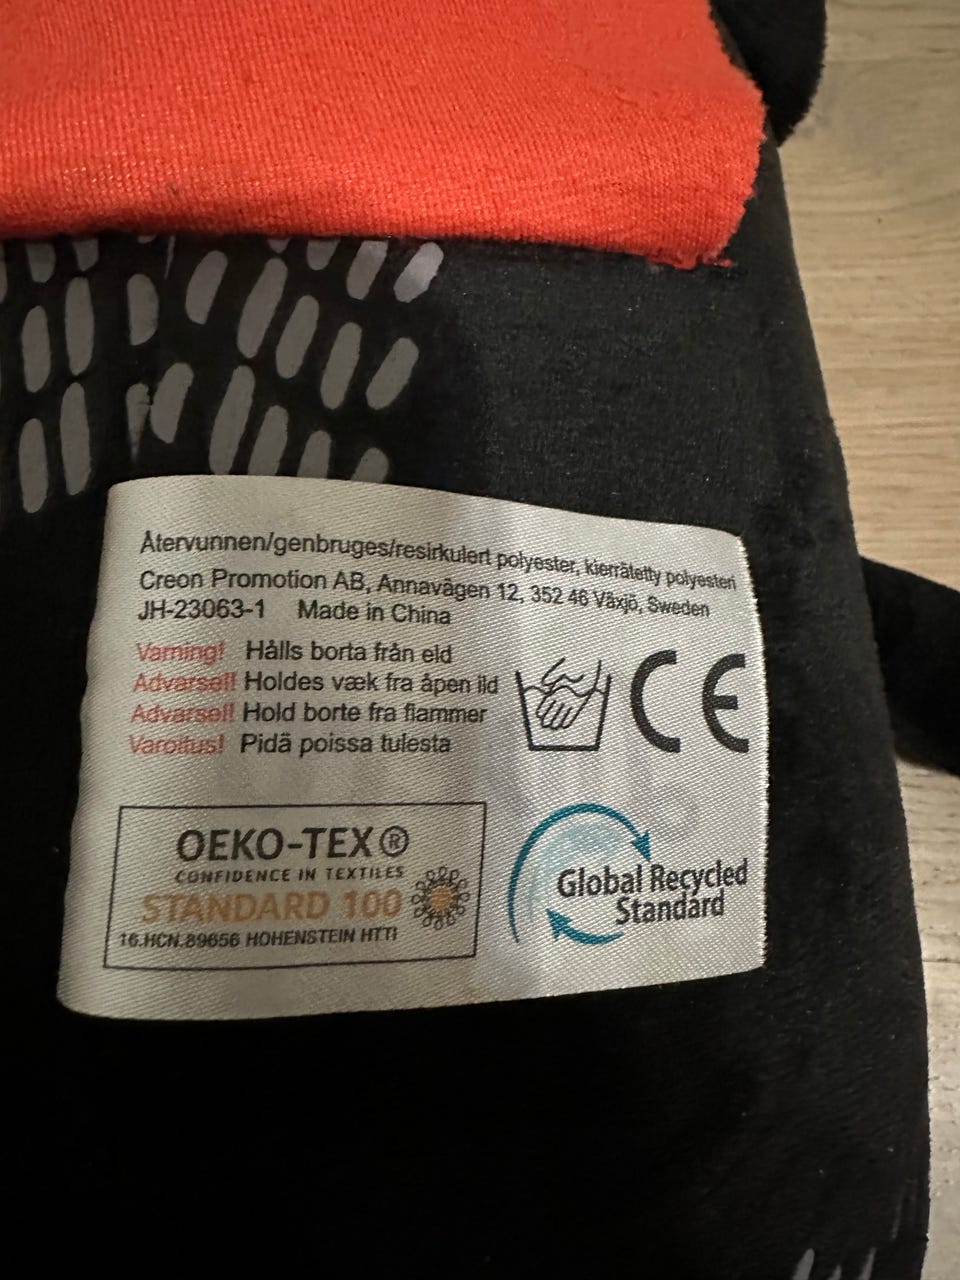 Återvunnen/genbruges/resirkulert polyester, kierrätetty polyesteri
Creon Promotion AB, Annavägen 12, 352 46 Växjö, Sweden
JH-23063-1 Made in China
Varning! Hålls borta från eld
Advarsel! Holdes væk fra åpen ild
Advarsel! Hold borte fra flammer
Varoitus! Pidä poissa tulesta
CE
OEKO-TEX®
CONFIDENCE IN TEXTILES
STANDARD 100
16.HCN.89656 HOHENSTEIN HTTI
Global Recycled
Standard